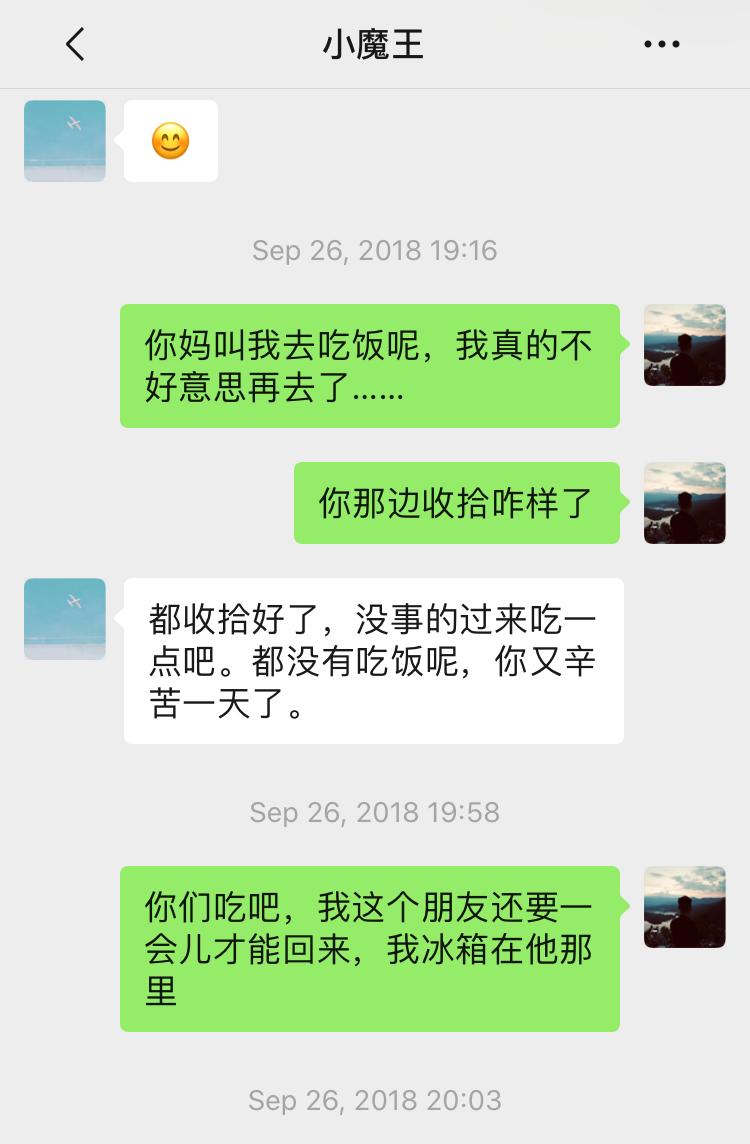 小魔王
Sep 26, 2018 19:16
你妈叫我去吃饭呢，我真的不
好意思再去了……
你那边收拾咋样了
都收拾好了，没事的过来吃一
点吧。都没有吃饭呢，你又辛
苦一天了。
Sep 26, 2018 19:58
你们吃吧，我这个朋友还要一
会儿才能回来，我冰箱在他那
里
Sep 26, 2018 20:03